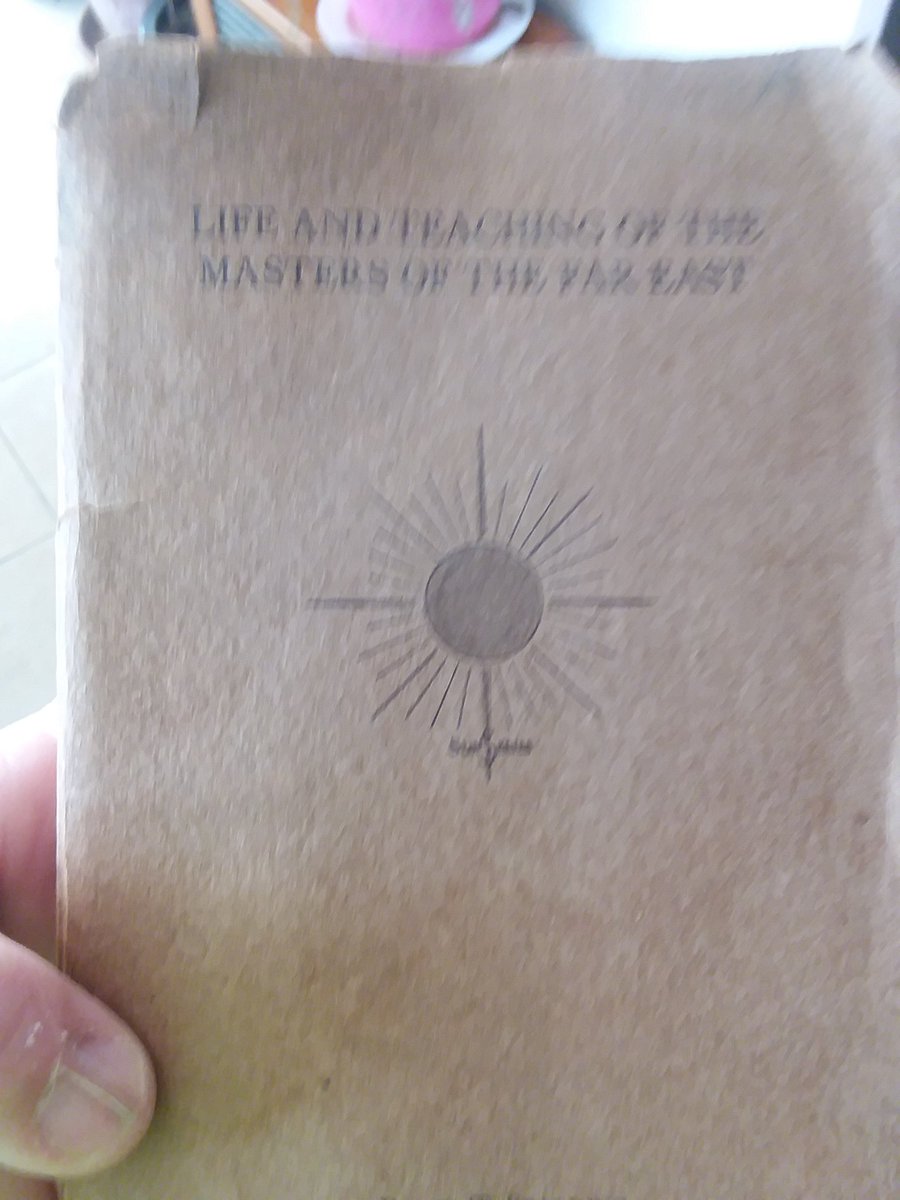 LIFE AND TEACHING OF THE
MASTERS OF THE FAR EAST